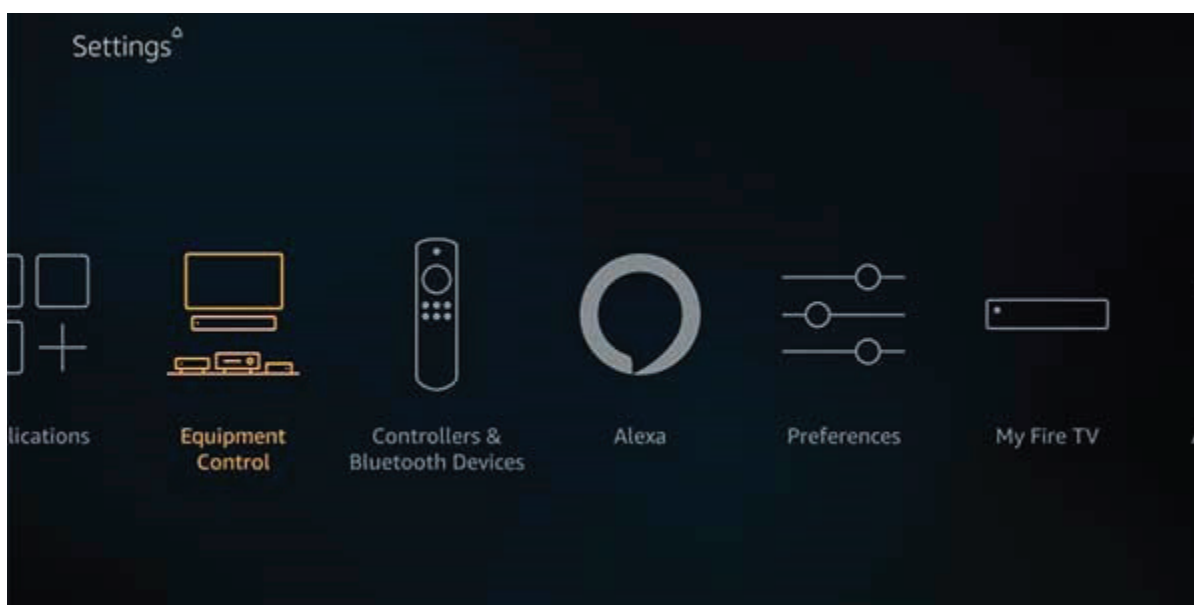 Settings
lications
Equipment
Control
Controllers &
Bluetooth Devices
Alexa
Preferences
My Fire TV